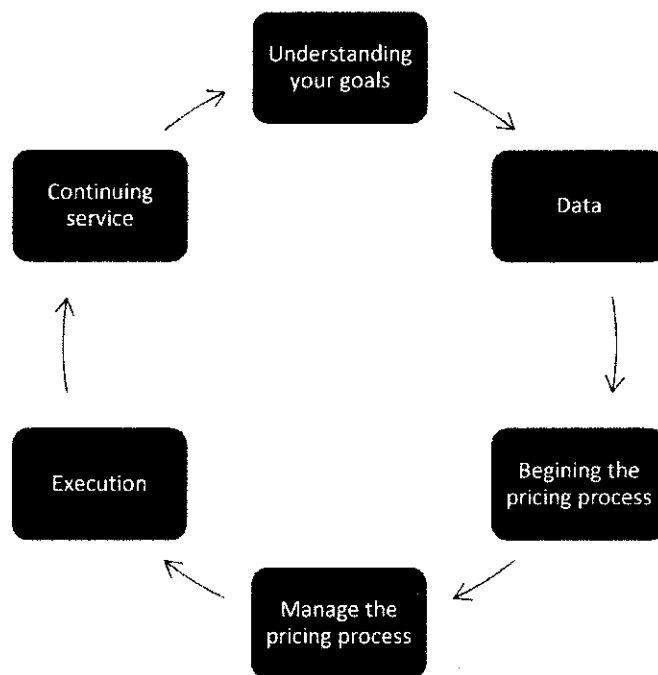 Understanding
your goals
Data
Begining the
pricing process
Manage the
pricing process
Execution
Continuing
service